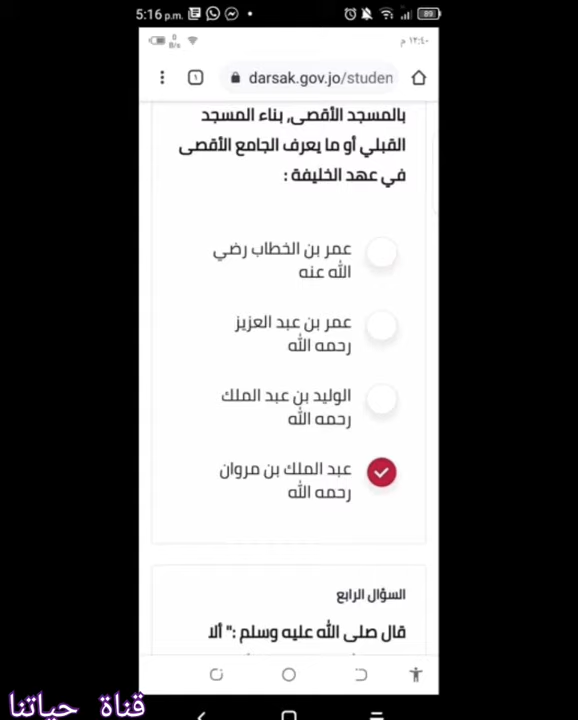 5:16 p.m.
89
0
B/s
١٢:٤٠ م
١
darsak.gov.jo/studen
بالمسجد الأقصى، بناء المسجد
القبلي أو ما يعرف الجامع الأقصى
في عهد الخليفة :
عمر بن الخطاب رضي
الله عنه
عمر بن عبد العزيز
رحمه الله
الوليد بن عبد الملك
رحمه الله
عبد الملك بن مروان
رحمه الله
السؤال الرابع
قال صلى الله عليه وسلم :" ألا
قناة حياتنا